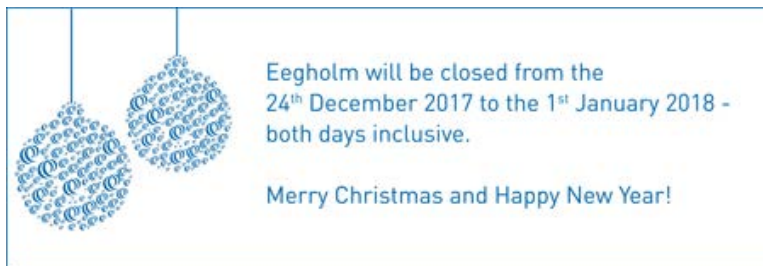 Eegholm will be closed from the
24th December 2017 to the 1st January 2018 -
both days inclusive.
Merry Christmas and Happy New Year!